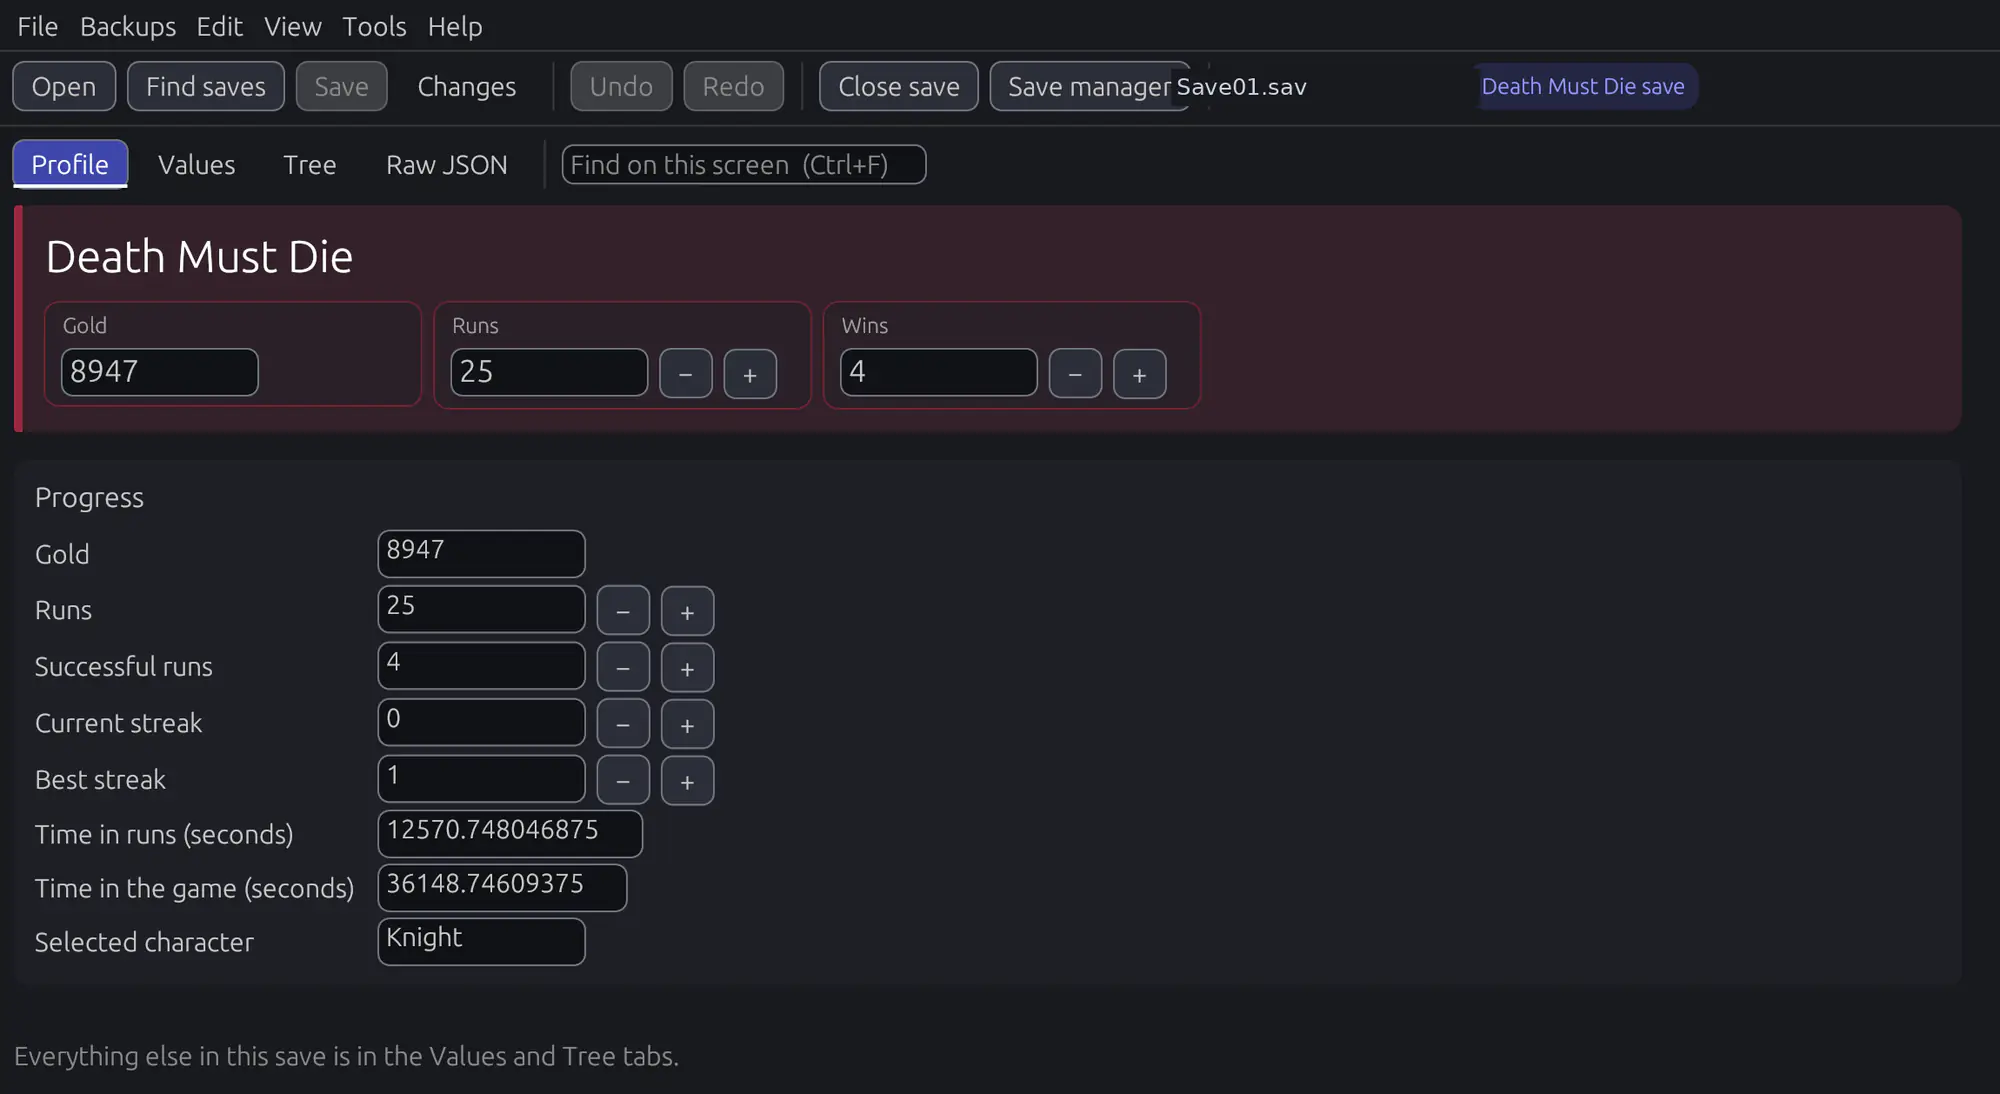 File Backups Edit View Tools Help
Open Find saves Save Changes Undo Redo Close save Save manager Save01.sav Death Must Die save
Profile Values Tree Raw JSON Find on this screen (Ctrl+F)
Death Must Die
Gold Runs Wins
8947 25 − + 4 − +
Progress
Gold 8947
Runs 25 − +
Successful runs 4 − +
Current streak 0 − +
Best streak 1 − +
Time in runs (seconds) 12570.748046875
Time in the game (seconds) 36148.74609375
Selected character Knight
Everything else in this save is in the Values and Tree tabs.